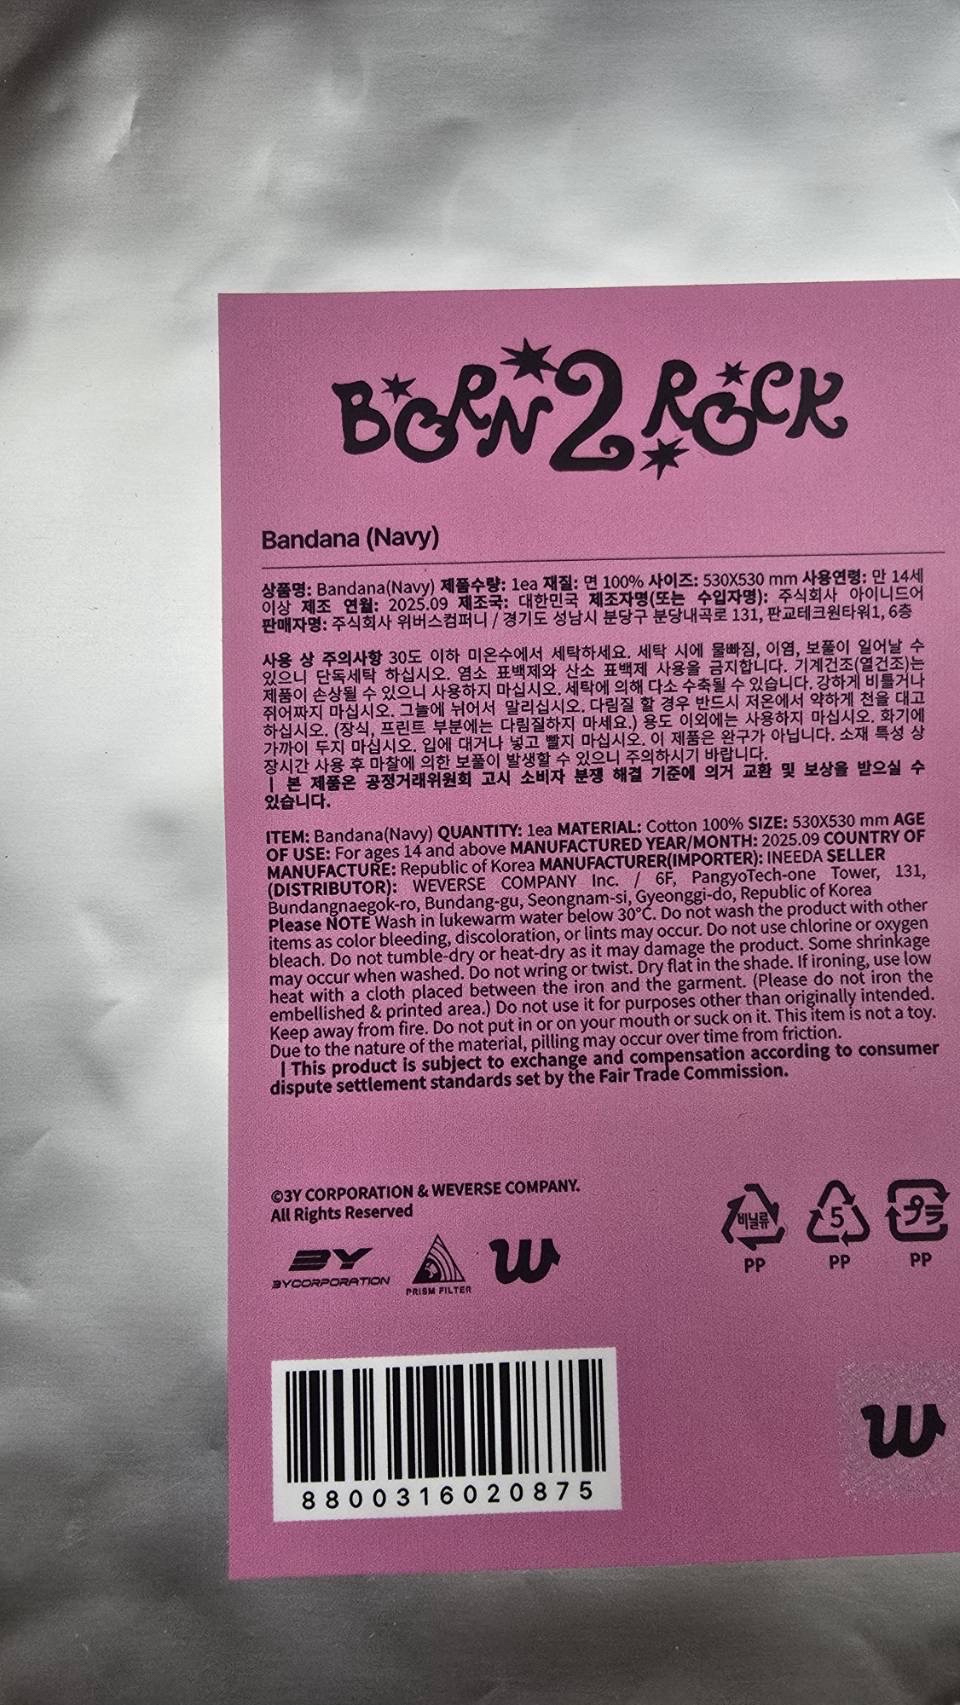 BORN 2 ROCK
Bandana (Navy)
상품명: Bandana(Navy) 제품수량: 1ea 재질: 면 100% 사이즈: 530X530 mm 사용연령: 만 14세
이상 제조 연월: 2025.09 제조국: 대한민국 제조자명(또는 수입자명): 주식회사 아이니드어
판매자명: 주식회사 위버스컴퍼니 / 경기도 성남시 분당구 분당내곡로 131, 판교테크원타워1, 6층
사용 상 주의사항 30도 이하 미온수에서 세탁하세요. 세탁 시에 물빠짐, 이염, 보풀이 일어날 수
있으니 단독세탁 하십시오. 염소 표백제와 산소 표백제 사용을 금지합니다. 기계건조(열건조)는
제품이 손상될 수 있으니 사용하지 마십시오. 세탁에 의해 다소 수축될 수 있습니다. 강하게 비틀거나
쥐어짜지 마십시오. 그늘에 뉘어서 말리십시오. 다림질 할 경우 반드시 저온에서 약하게 천을 대고
하십시오. (장식, 프린트 부분에는 다림질하지 마세요.) 용도 이외에는 사용하지 마십시오. 화기에
가까이 두지 마십시오. 입에 대거나 넣고 빨지 마십시오. 이 제품은 완구가 아닙니다. 소재 특성 상
장시간 사용 후 마찰에 의한 보풀이 발생할 수 있으니 주의하시기 바랍니다.
| 본 제품은 공정거래위원회 고시 소비자 분쟁 해결 기준에 의거 교환 및 보상을 받으실 수
있습니다.
ITEM: Bandana(Navy) QUANTITY: 1ea MATERIAL: Cotton 100% SIZE: 530X530 mm AGE
OF USE: For ages 14 and above MANUFACTURED YEAR/MONTH: 2025.09 COUNTRY OF
MANUFACTURE: Republic of Korea MANUFACTURER(IMPORTER): INEEDA SELLER
(DISTRIBUTOR): WEVERSE COMPANY Inc. / 6F, PangyoTech-one Tower, 131,
Bundangnaegok-ro, Bundang-gu, Seongnam-si, Gyeonggi-do, Republic of Korea
Please NOTE Wash in lukewarm water below 30°C. Do not wash the product with other
items as color bleeding, discoloration, or lints may occur. Do not use chlorine or oxygen
bleach. Do not tumble-dry or heat-dry as it may damage the product. Some shrinkage
may occur when washed. Do not wring or twist. Dry flat in the shade. If ironing, use low
heat with a cloth placed between the iron and the garment. (Please do not iron the
embellished & printed area.) Do not use it for purposes other than originally intended.
Keep away from fire. Do not put in or on your mouth or suck on it. This item is not a toy.
Due to the nature of the material, pilling may occur over time from friction.
| This product is subject to exchange and compensation according to consumer
dispute settlement standards set by the Fair Trade Commission.
©3Y CORPORATION & WEVERSE COMPANY.
All Rights Reserved
비닐류 5 プラ
PP PP PP
3Y
3YCORPORATION PRISM FILTER w
8800316020875
w